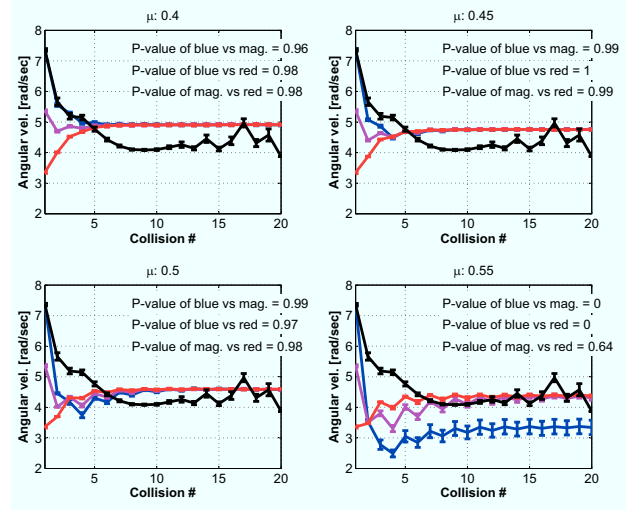 μ: 0.4
8
7
6
5
4
3
2
Angular vel. [rad/sec]
P-value of blue vs mag. = 0.96
P-value of blue vs red = 0.98
P-value of mag. vs red = 0.98
5
10
15
20
Collision #
μ: 0.45
8
7
6
5
4
3
2
Angular vel. [rad/sec]
P-value of blue vs mag. = 0.99
P-value of blue vs red = 1
P-value of mag. vs red = 0.99
5
10
15
20
Collision #
μ: 0.5
8
7
6
5
4
3
2
Angular vel. [rad/sec]
P-value of blue vs mag. = 0.99
P-value of blue vs red = 0.97
P-value of mag. vs red = 0.98
5
10
15
20
Collision #
μ: 0.55
8
7
6
5
4
3
2
Angular vel. [rad/sec]
P-value of blue vs mag. = 0
P-value of blue vs red = 0
P-value of mag. vs red = 0.64
5
10
15
20
Collision #